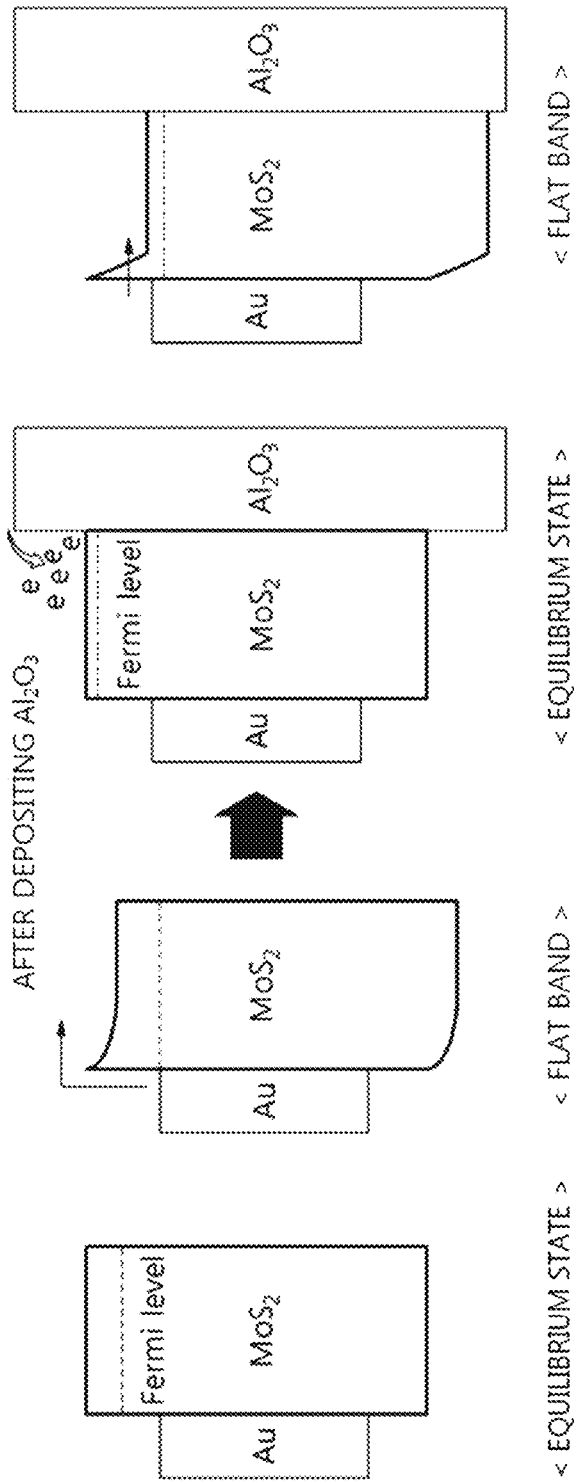 AFTER DEPOSITING Al₂O₃
Au
Fermi level
MoS₂
< EQUILIBRIUM STATE >
Au
MoS₂
< FLAT BAND >
e e
e e
e e
Au
Fermi level
MoS₂
Al₂O₃
< EQUILIBRIUM STATE >
Au
MoS₂
Al₂O₃
< FLAT BAND >